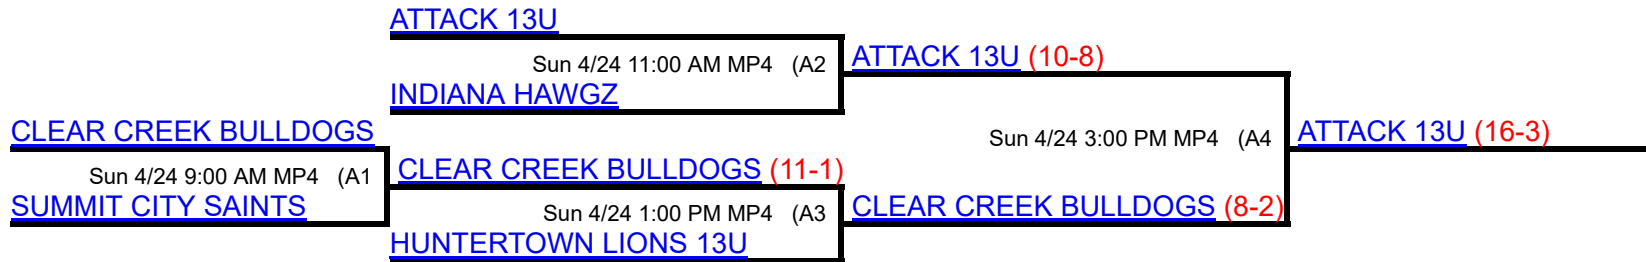 ATTACK 13U
Sun 4/24 11:00 AM MP4 (A2
ATTACK 13U (10-8)
INDIANA HAWGZ
CLEAR CREEK BULLDOGS
Sun 4/24 3:00 PM MP4 (A4
ATTACK 13U (16-3)
Sun 4/24 9:00 AM MP4 (A1
CLEAR CREEK BULLDOGS (11-1)
SUMMIT CITY SAINTS
Sun 4/24 1:00 PM MP4 (A3
CLEAR CREEK BULLDOGS (8-2)
HUNTERTOWN LIONS 13U